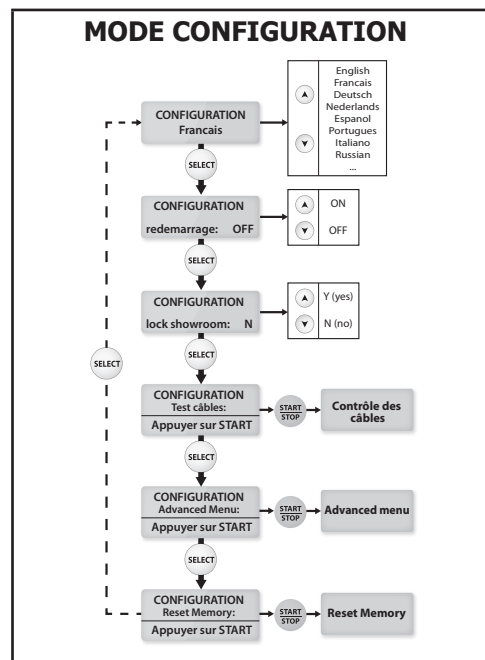 MODE CONFIGURATION
CONFIGURATION
Francais
English
Francais
Deutsch
Nederlands
Espanol
Portugues
Italiano
Russian
...
SELECT
CONFIGURATION
redemarrage: OFF
ON
OFF
SELECT
CONFIGURATION
lock showroom: N
Y (yes)
N (no)
SELECT
SELECT
CONFIGURATION
Test câbles:
Appuyer sur START
START
STOP
Contrôle des
câbles
SELECT
CONFIGURATION
Advanced Menu:
Appuyer sur START
START
STOP
Advanced menu
SELECT
CONFIGURATION
Reset Memory:
Appuyer sur START
START
STOP
Reset Memory